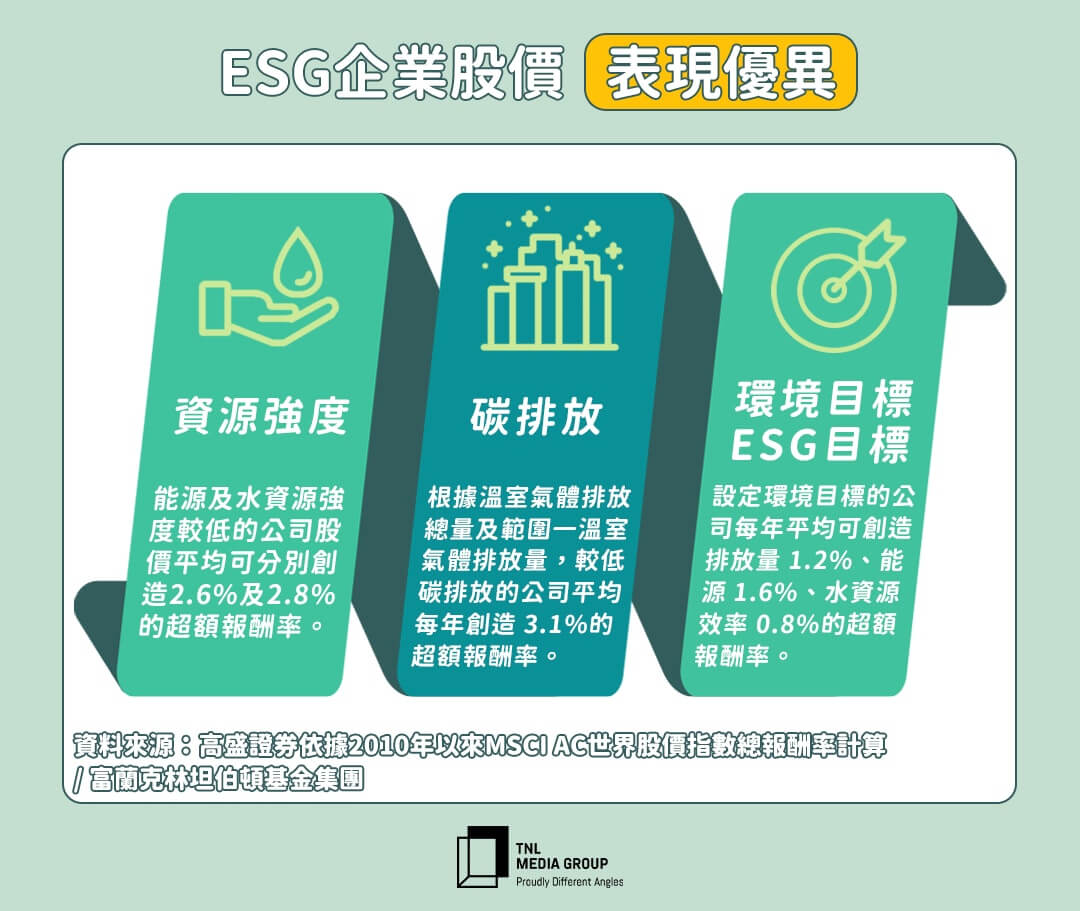 ESG企業股價 表現優異
資源強度
能源及水資源強
度較低的公司股
價平均可分別創
造2.6%及2.8%
的超額報酬率。
碳排放
根據溫室氣體排放
總量及範圍一溫室
氣體排放量，較低
碳排放的公司平均
每年創造 3.1%的
超額報酬率。
環境目標
ESG目標
設定環境目標的公
司每年平均可創造
排放量 1.2%、能
源 1.6%、水資源
效率 0.8%的超額
報酬率。
資料來源：高盛證券依據2010年以來MSCI AC世界股價指數總報酬率計算
/ 富蘭克林坦伯頓基金集團
TNL
MEDIA GROUP
Proudly Different Angles